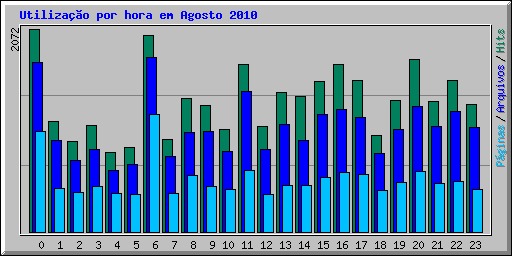 Utilização por hora em Agosto 2010
2072
Páginas / Arquivos / Hits
0 1 2 3 4 5 6 7 8 9 10 11 12 13 14 15 16 17 18 19 20 21 22 23